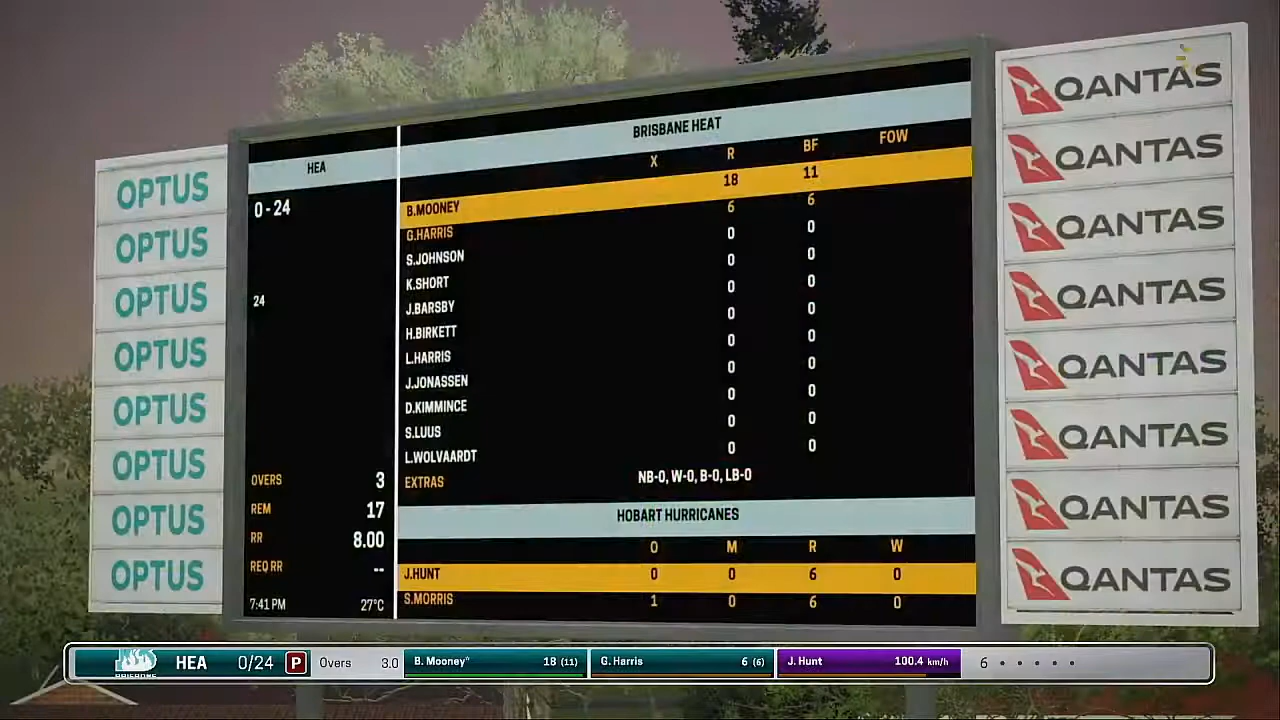 OPTUS
OPTUS
OPTUS
OPTUS
OPTUS
OPTUS
OPTUS
OPTUS
HEA
0 - 24
24
OVERS 3
REM 17
RR 8.00
REQ RR --
7:41 PM 27°C
BRISBANE HEAT
X R BF FOW
B.MOONEY 18 11
G.HARRIS 6 6
S.JOHNSON 0 0
K.SHORT 0 0
J.BARSBY 0 0
H.BIRKETT 0 0
L.HARRIS 0 0
J.JONASSEN 0 0
D.KIMMINCE 0 0
S.LUUS 0 0
L.WOLVAARDT 0 0
EXTRAS NB-0, W-0, B-0, LB-0
HOBART HURRICANES
O M R W
J.HUNT 0 0 6 0
S.MORRIS 1 0 6 0
QANTAS
QANTAS
QANTAS
QANTAS
QANTAS
QANTAS
QANTAS
QANTAS
BRISBANE HEA 0/24 P Overs 3.0 B. Mooney* 18 (11) G. Harris 6 (6) J. Hunt 100.4 km/h 6 • • • • •